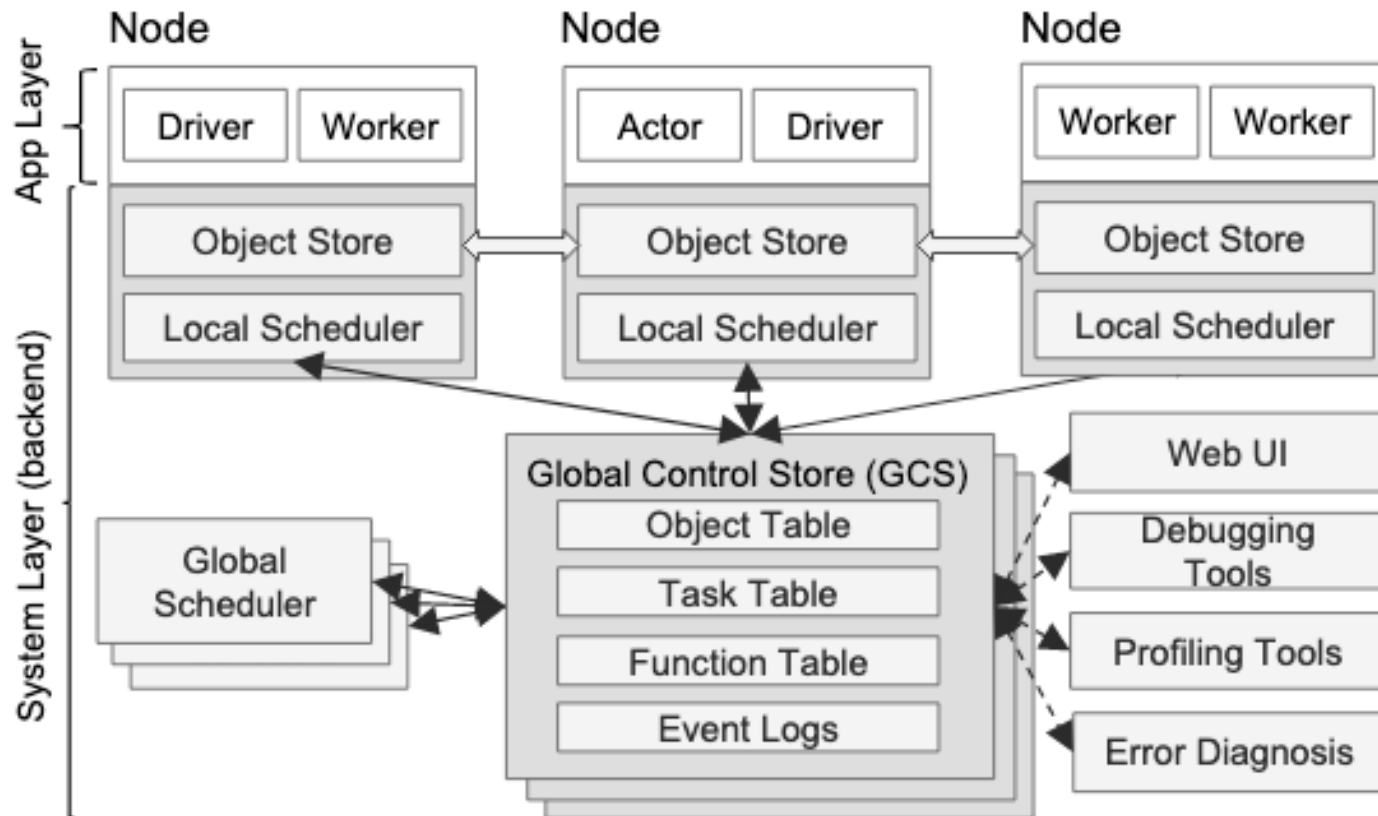 Node
Node
Node
App Layer
Driver
Worker
Actor
Driver
Worker
Worker
Object Store
Object Store
Object Store
Local Scheduler
Local Scheduler
Local Scheduler
System Layer (backend)
Global Control Store (GCS)
Object Table
Task Table
Function Table
Event Logs
Global
Scheduler
Web UI
Debugging
Tools
Profiling Tools
Error Diagnosis